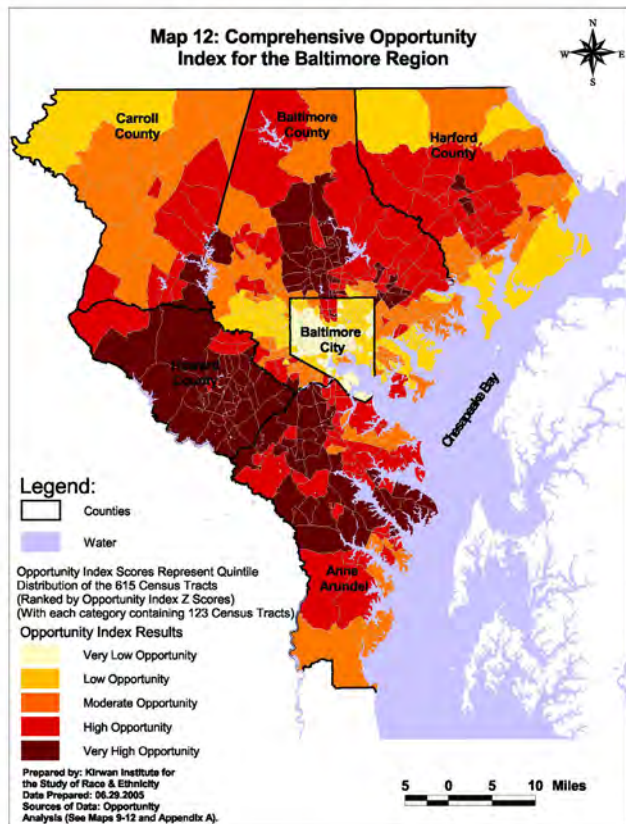 Map 12: Comprehensive Opportunity
Index for the Baltimore Region
N
W E
S
Carroll
County
Baltimore
County
Harford
County
Baltimore
City
Howard
County
Chesapeake Bay
Anne
Arundel
Legend:
Counties
Water
Opportunity Index Scores Represent Quintile
Distribution of the 615 Census Tracts
(Ranked by Opportunity Index Z Scores)
(With each category containing 123 Census Tracts)
Opportunity Index Results
Very Low Opportunity
Low Opportunity
Moderate Opportunity
High Opportunity
Very High Opportunity
Prepared by: Kirwan Institute for
the Study of Race & Ethnicity
Date Prepared: 06.29.2005
Sources of Data: Opportunity
Analysis (See Maps 9-12 and Appendix A).
5 0 5 10 Miles